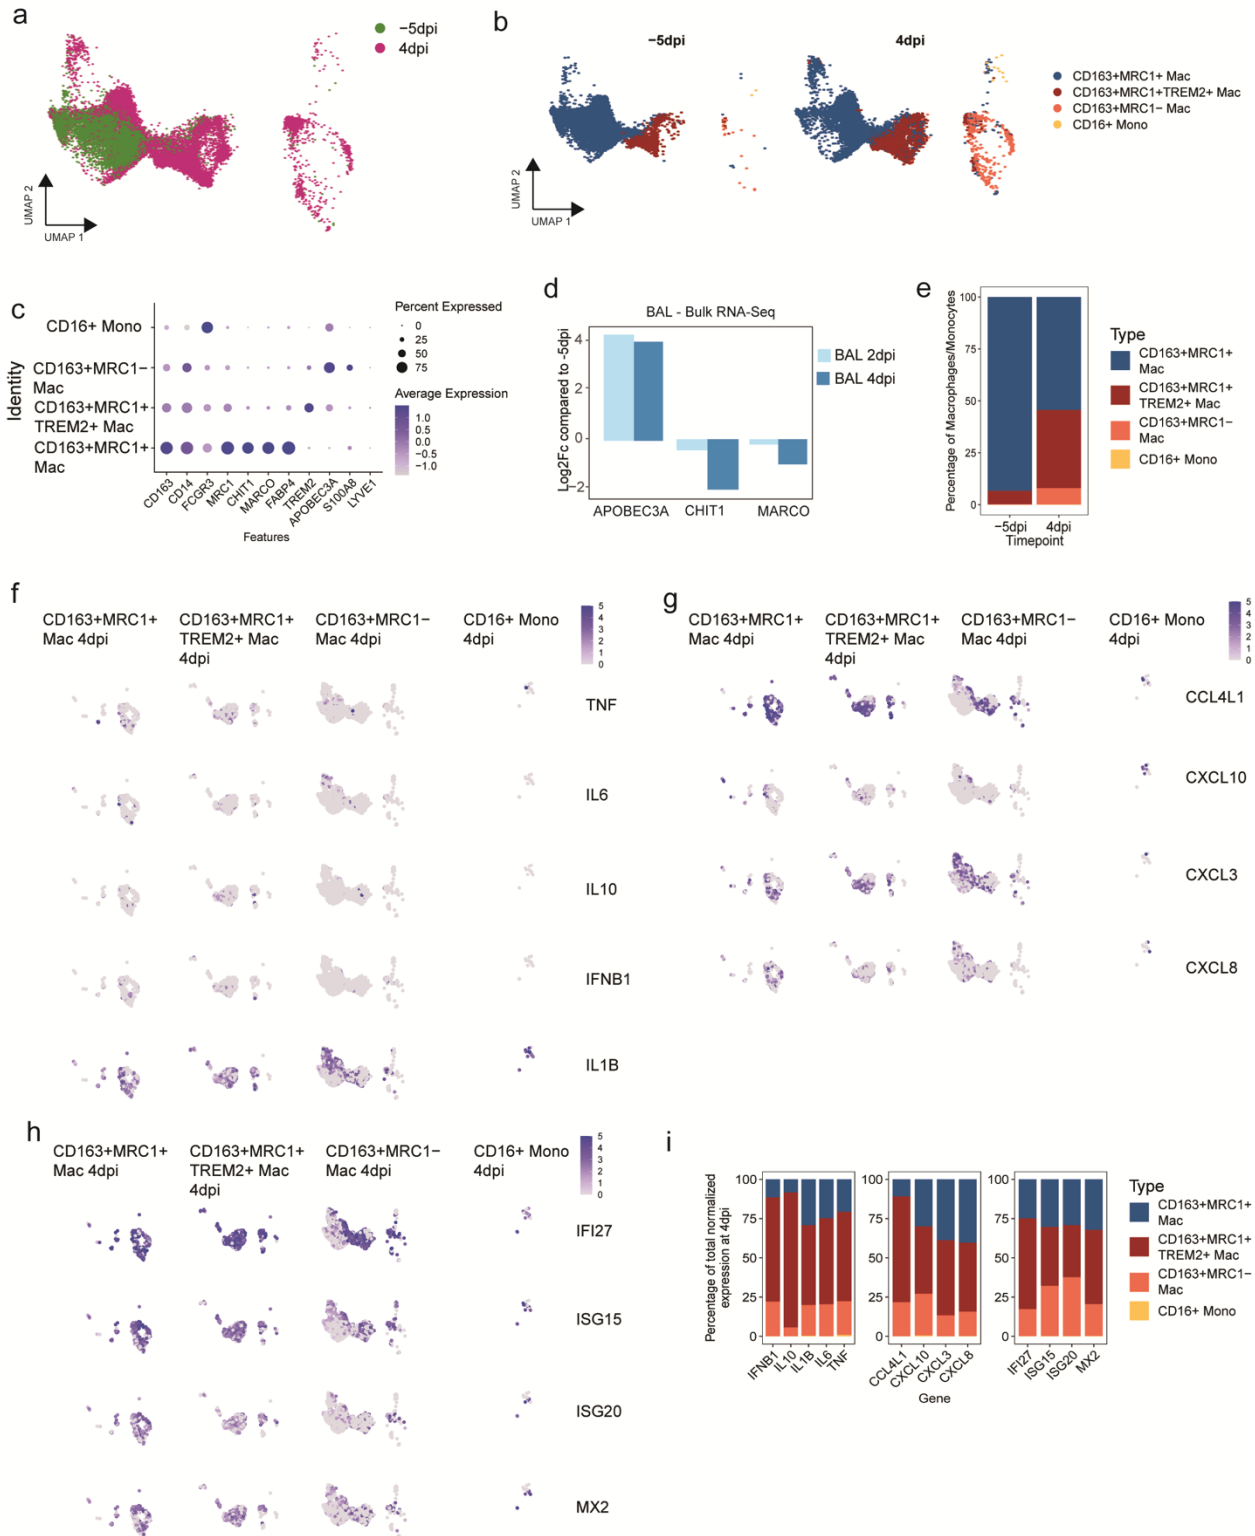 a
−5dpi
4dpi
UMAP 2
UMAP 1
b
−5dpi
4dpi
CD163+MRC1+ Mac
CD163+MRC1+TREM2+ Mac
CD163+MRC1− Mac
CD16+ Mono
UMAP 2
UMAP 1
c
Identity
CD16+ Mono
CD163+MRC1−
Mac
CD163+MRC1+
TREM2+ Mac
CD163+MRC1+
Mac
CD163
CD14
FCGR3
MRC1
CHIT1
MARCO
FABP4
TREM2
APOBEC3A
S100A8
LYVE1
Features
Percent Expressed
0
25
50
75
Average Expression
1.0
0.5
0.0
−0.5
−1.0
d
BAL - Bulk RNA-Seq
Log2Fc compared to -5dpi
4
2
0
−2
APOBEC3A
CHIT1
MARCO
BAL 2dpi
BAL 4dpi
e
Percentage of Macrophages/Monocytes
100
75
50
25
0
−5dpi
4dpi
Timepoint
Type
CD163+MRC1+
Mac
CD163+MRC1+
TREM2+ Mac
CD163+MRC1−
Mac
CD16+ Mono
f
CD163+MRC1+
Mac 4dpi
CD163+MRC1+
TREM2+ Mac
4dpi
CD163+MRC1−
Mac 4dpi
CD16+ Mono
4dpi
5
4
3
2
1
0
TNF
IL6
IL10
IFNB1
IL1B
g
CD163+MRC1+
Mac 4dpi
CD163+MRC1+
TREM2+ Mac
4dpi
CD163+MRC1−
Mac 4dpi
CD16+ Mono
4dpi
5
4
3
2
1
0
CCL4L1
CXCL10
CXCL3
CXCL8
h
CD163+MRC1+
Mac 4dpi
CD163+MRC1+
TREM2+ Mac
4dpi
CD163+MRC1−
Mac 4dpi
CD16+ Mono
4dpi
5
4
3
2
1
0
IFI27
ISG15
ISG20
MX2
i
Percentage of total normalized
expression at 4dpi
100
75
50
25
0
IFNB1
IL10
IL1B
IL6
TNF
100
75
50
25
0
CCL4L1
CXCL10
CXCL3
CXCL8
100
75
50
25
0
IFI27
ISG15
ISG20
MX2
Gene
Type
CD163+MRC1+
Mac
CD163+MRC1+
TREM2+ Mac
CD163+MRC1−
Mac
CD16+ Mono